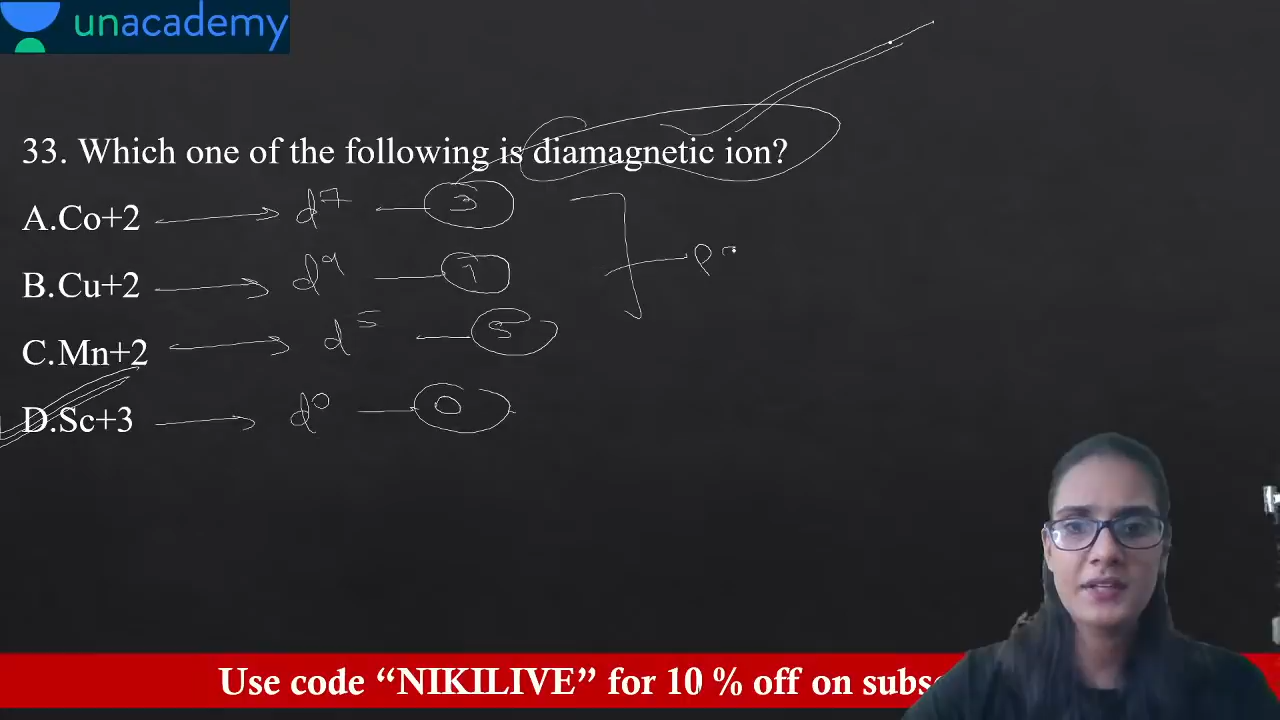 unacademy
33. Which one of the following is diamagnetic ion?
A.Co+2 d7 3
B.Cu+2 d9 1
C.Mn+2 d5 5
D.Sc+3 d0 0
Use code “NIKILIVE” for 10 % off on subs